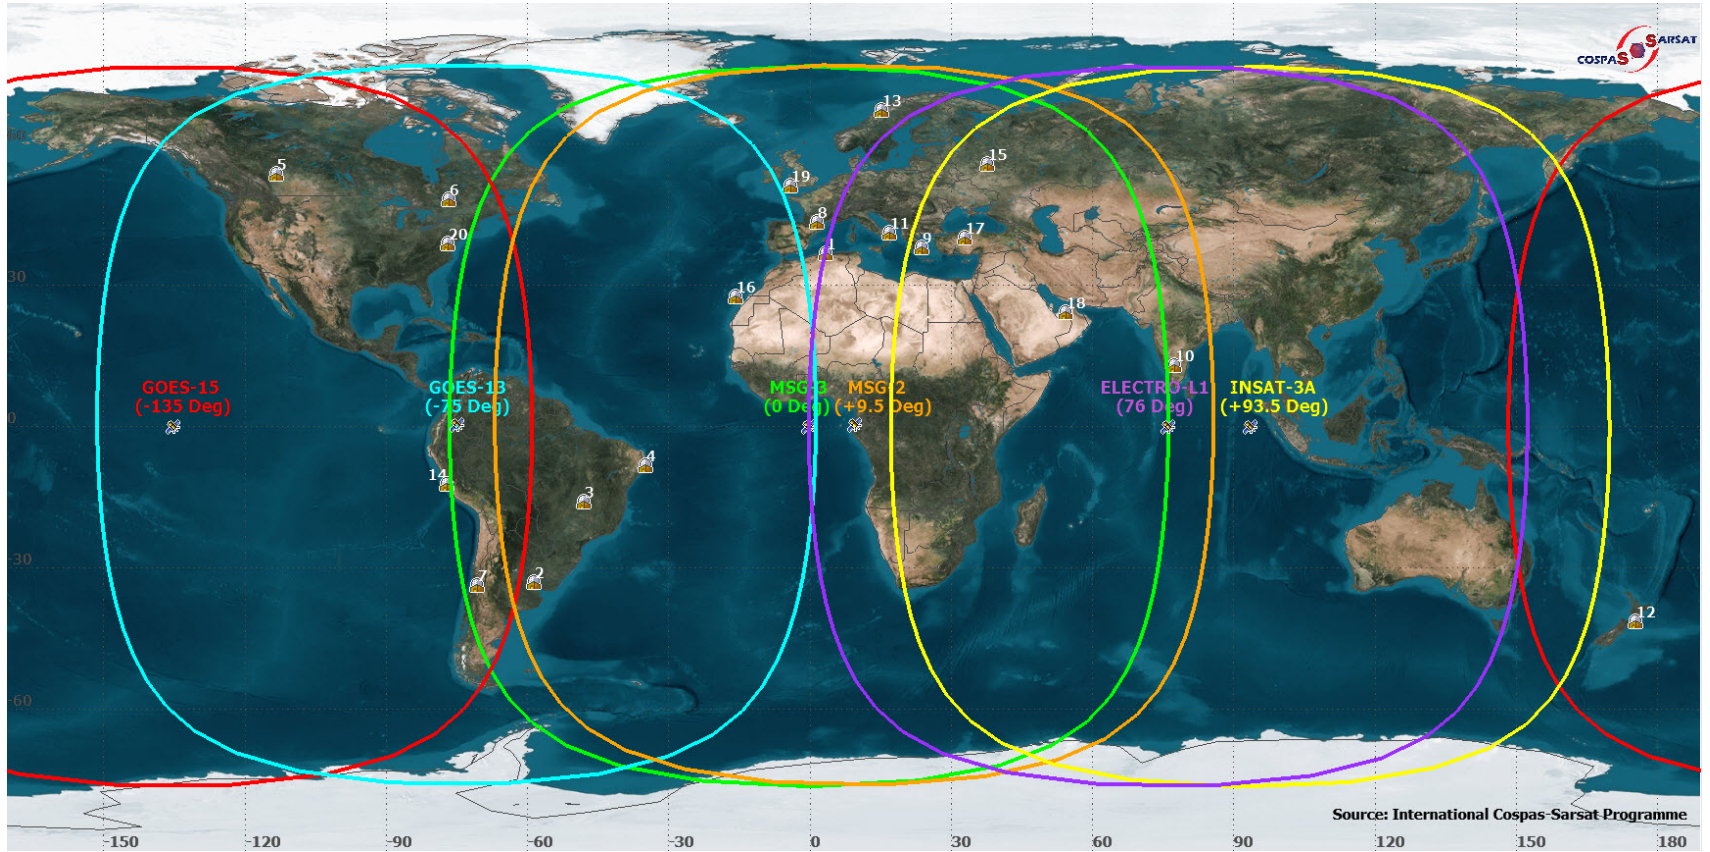 COSPAS SARSAT
60
13
15
5
19
6
8
11
17
20
1
9
30
16
18
10
GOES-15
(-135 Deg)
GOES-13
(-75 Deg)
MSG-3
(0 Deg)
MSG-2
(+9.5 Deg)
ELECTRO-L1
(76 Deg)
INSAT-3A
(+93.5 Deg)
0
4
14
3
-30
7
2
12
-60
Source: International Cospas-Sarsat Programme
-150 -120 -90 -60 -30 0 30 60 90 120 150 180